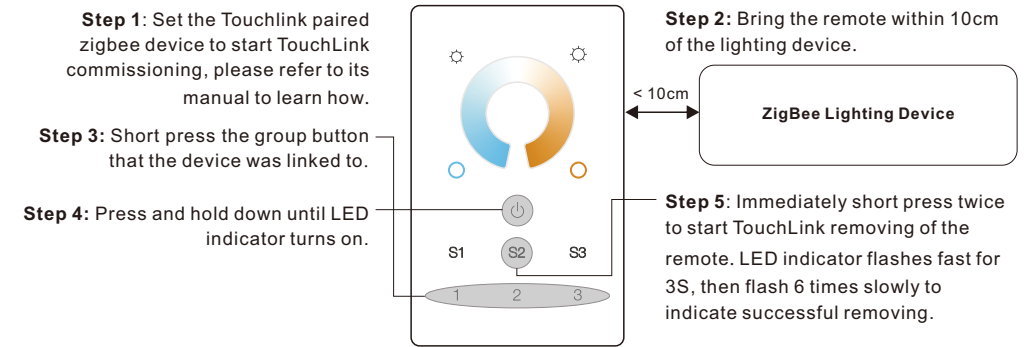 Step 1: Set the Touchlink paired
zigbee device to start TouchLink
commissioning, please refer to its
manual to learn how.
Step 2: Bring the remote within 10cm
of the lighting device.
< 10cm
ZigBee Lighting Device
Step 3: Short press the group button
that the device was linked to.
Step 4: Press and hold down until LED
indicator turns on.
Step 5: Immediately short press twice
to start TouchLink removing of the
remote. LED indicator flashes fast for
3S, then flash 6 times slowly to
indicate successful removing.
S1 S2 S3
1 2 3